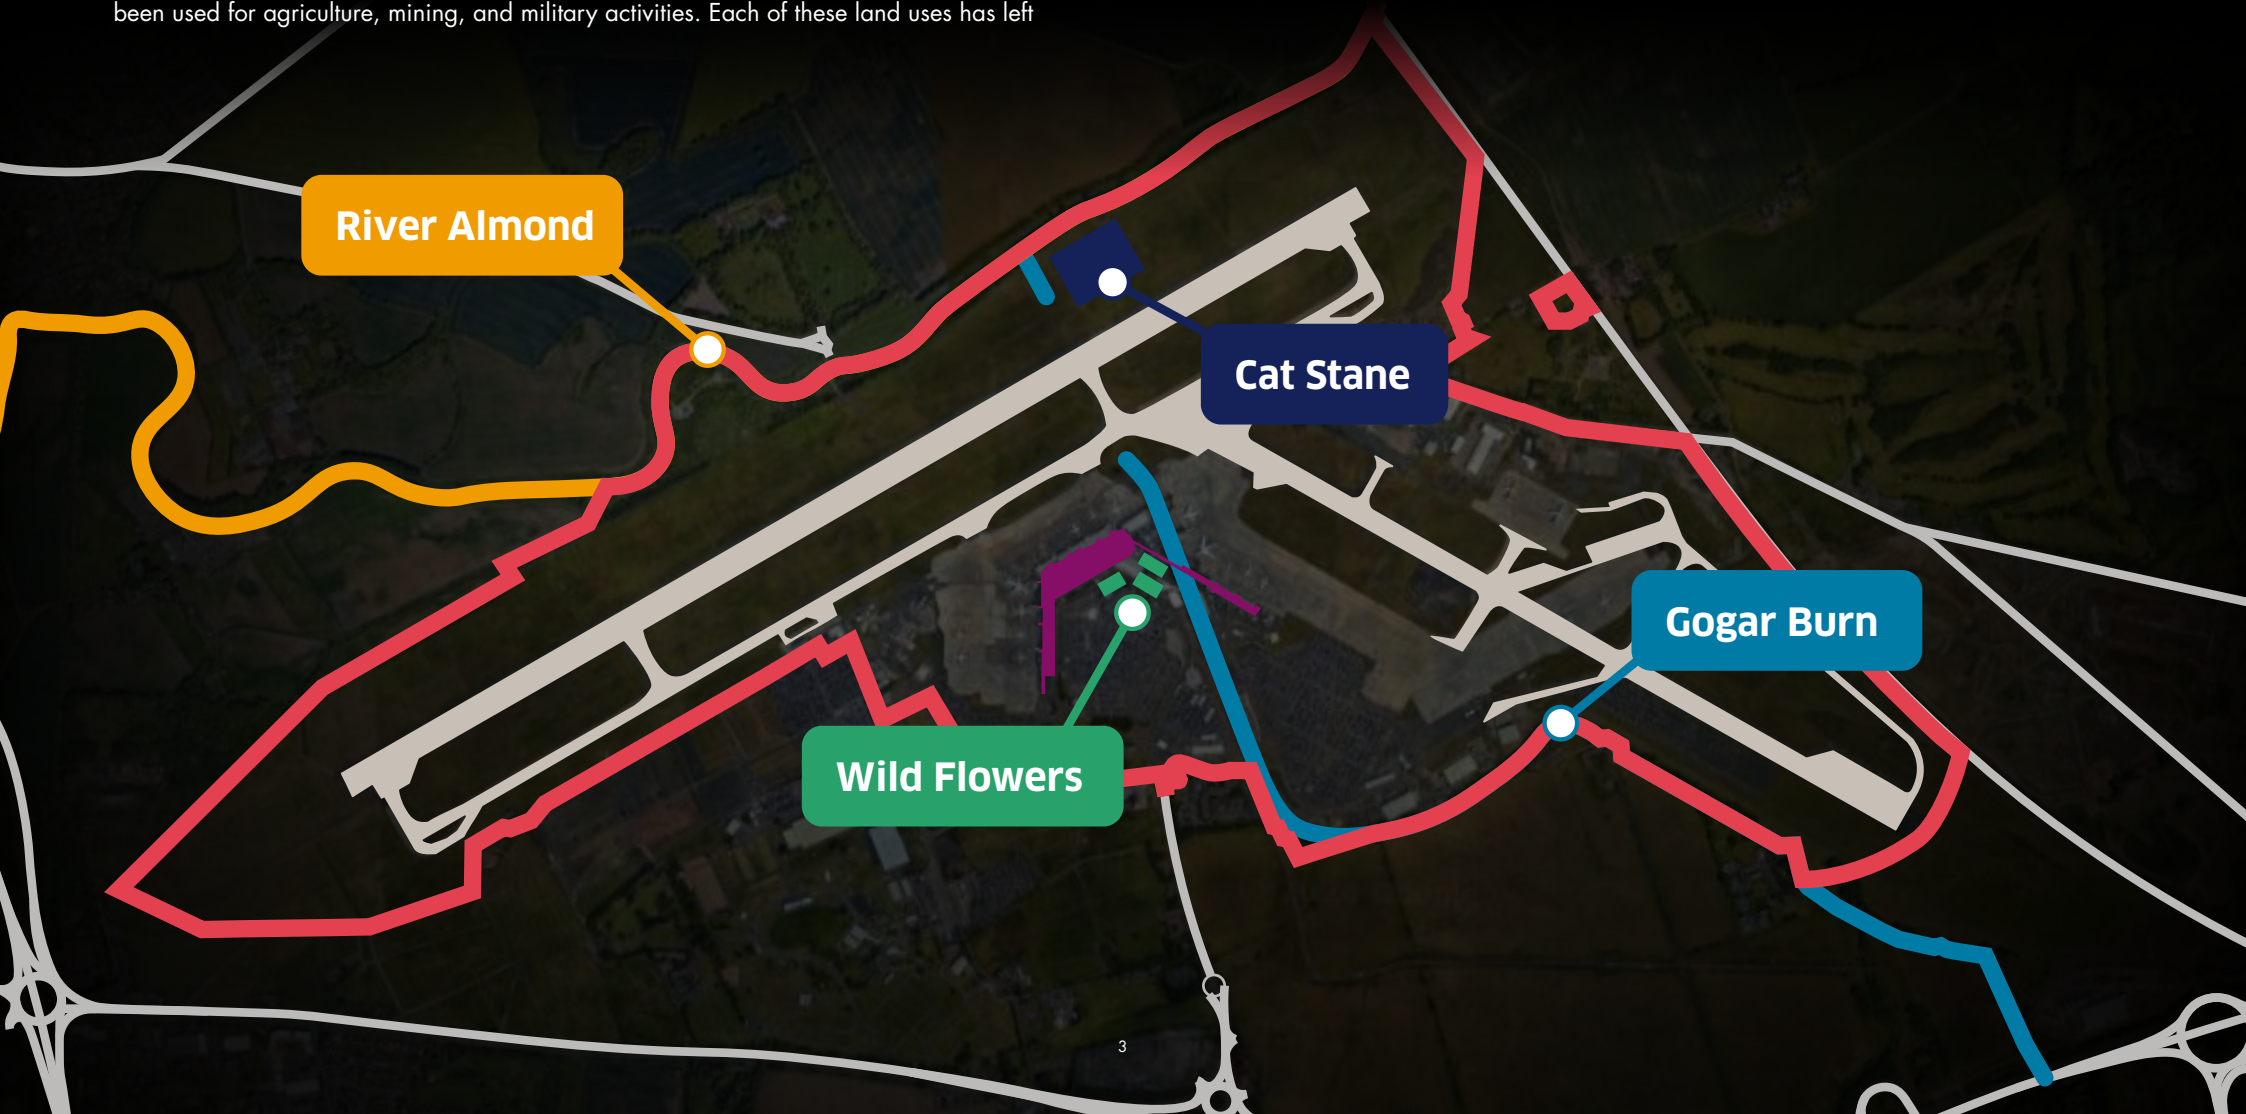 been used for agriculture, mining, and military activities. Each of these land uses has left
River Almond
Cat Stane
Gogar Burn
Wild Flowers
3